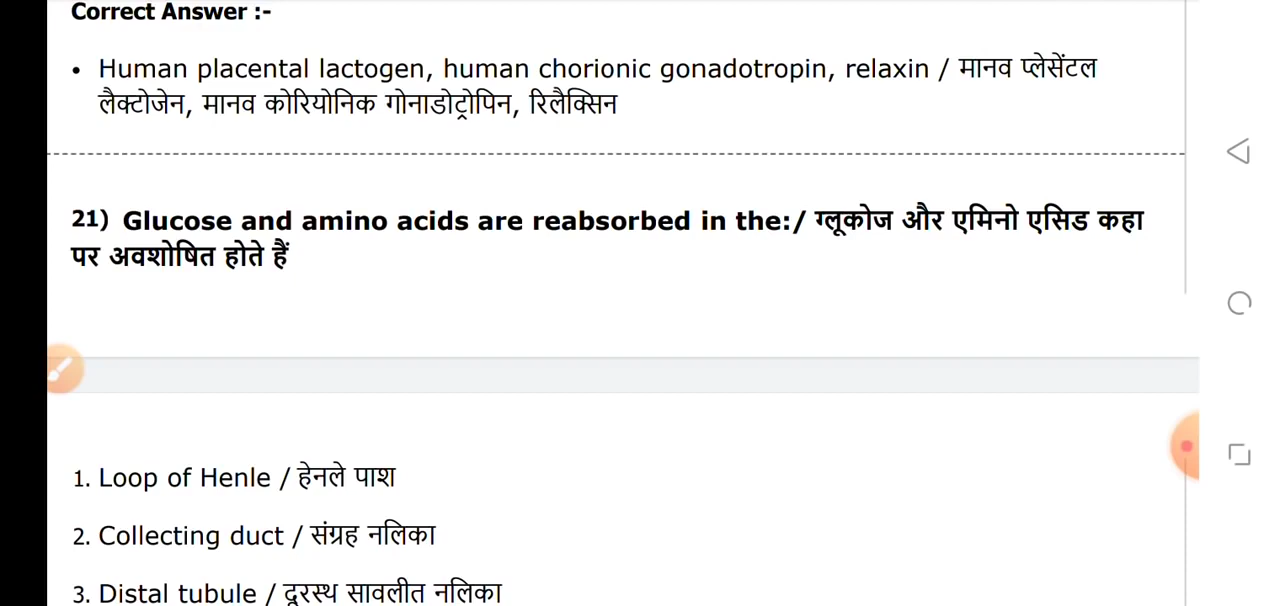 Correct Answer :-
• Human placental lactogen, human chorionic gonadotropin, relaxin / मानव प्लेसेंटल
लैक्टोजेन, मानव कोरियोनिक गोनाडोट्रोपिन, रिलैक्सिन
21) Glucose and amino acids are reabsorbed in the:/ ग्लूकोज और एमिनो एसिड कहा
पर अवशोषित होते हैं
1. Loop of Henle / हेनले पाश
2. Collecting duct / संग्रह नलिका
3. Distal tubule / दूरस्थ सावलीत नलिका